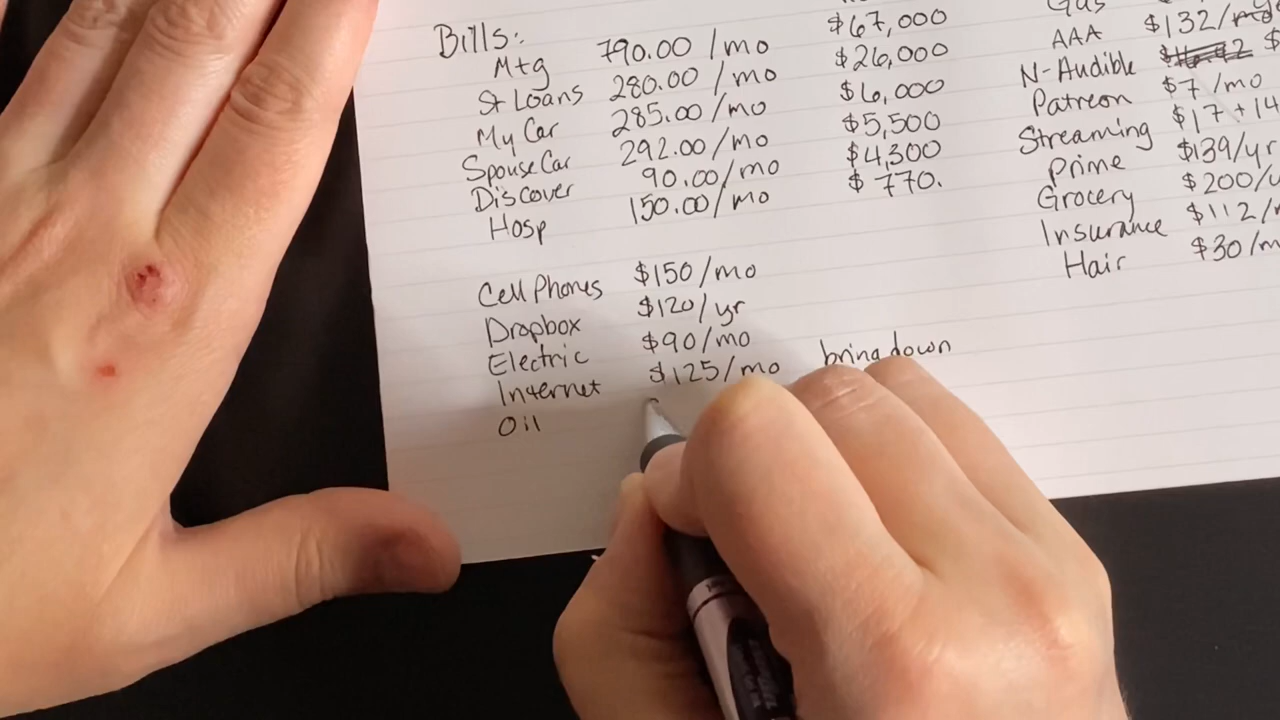 Bills:
Mtg 790.00 /mo $67,000
St Loans 280.00 /mo $26,000
My Car 285.00/mo $6,000
Spouse Car 292.00/mo $5,500
Discover 90.00/mo $4,300
Hosp 150.00/mo $ 770.
Cell Phones $150/mo
Dropbox $120/yr
Electric $90/mo
Internet $125/mo bring down
Oil
Gas $132/
AAA
N-Audible $7 /mo
Patreon $17 + 14
Streaming $139/yr
Prime $200/
Grocery $112/
Insurance $30/m
Hair